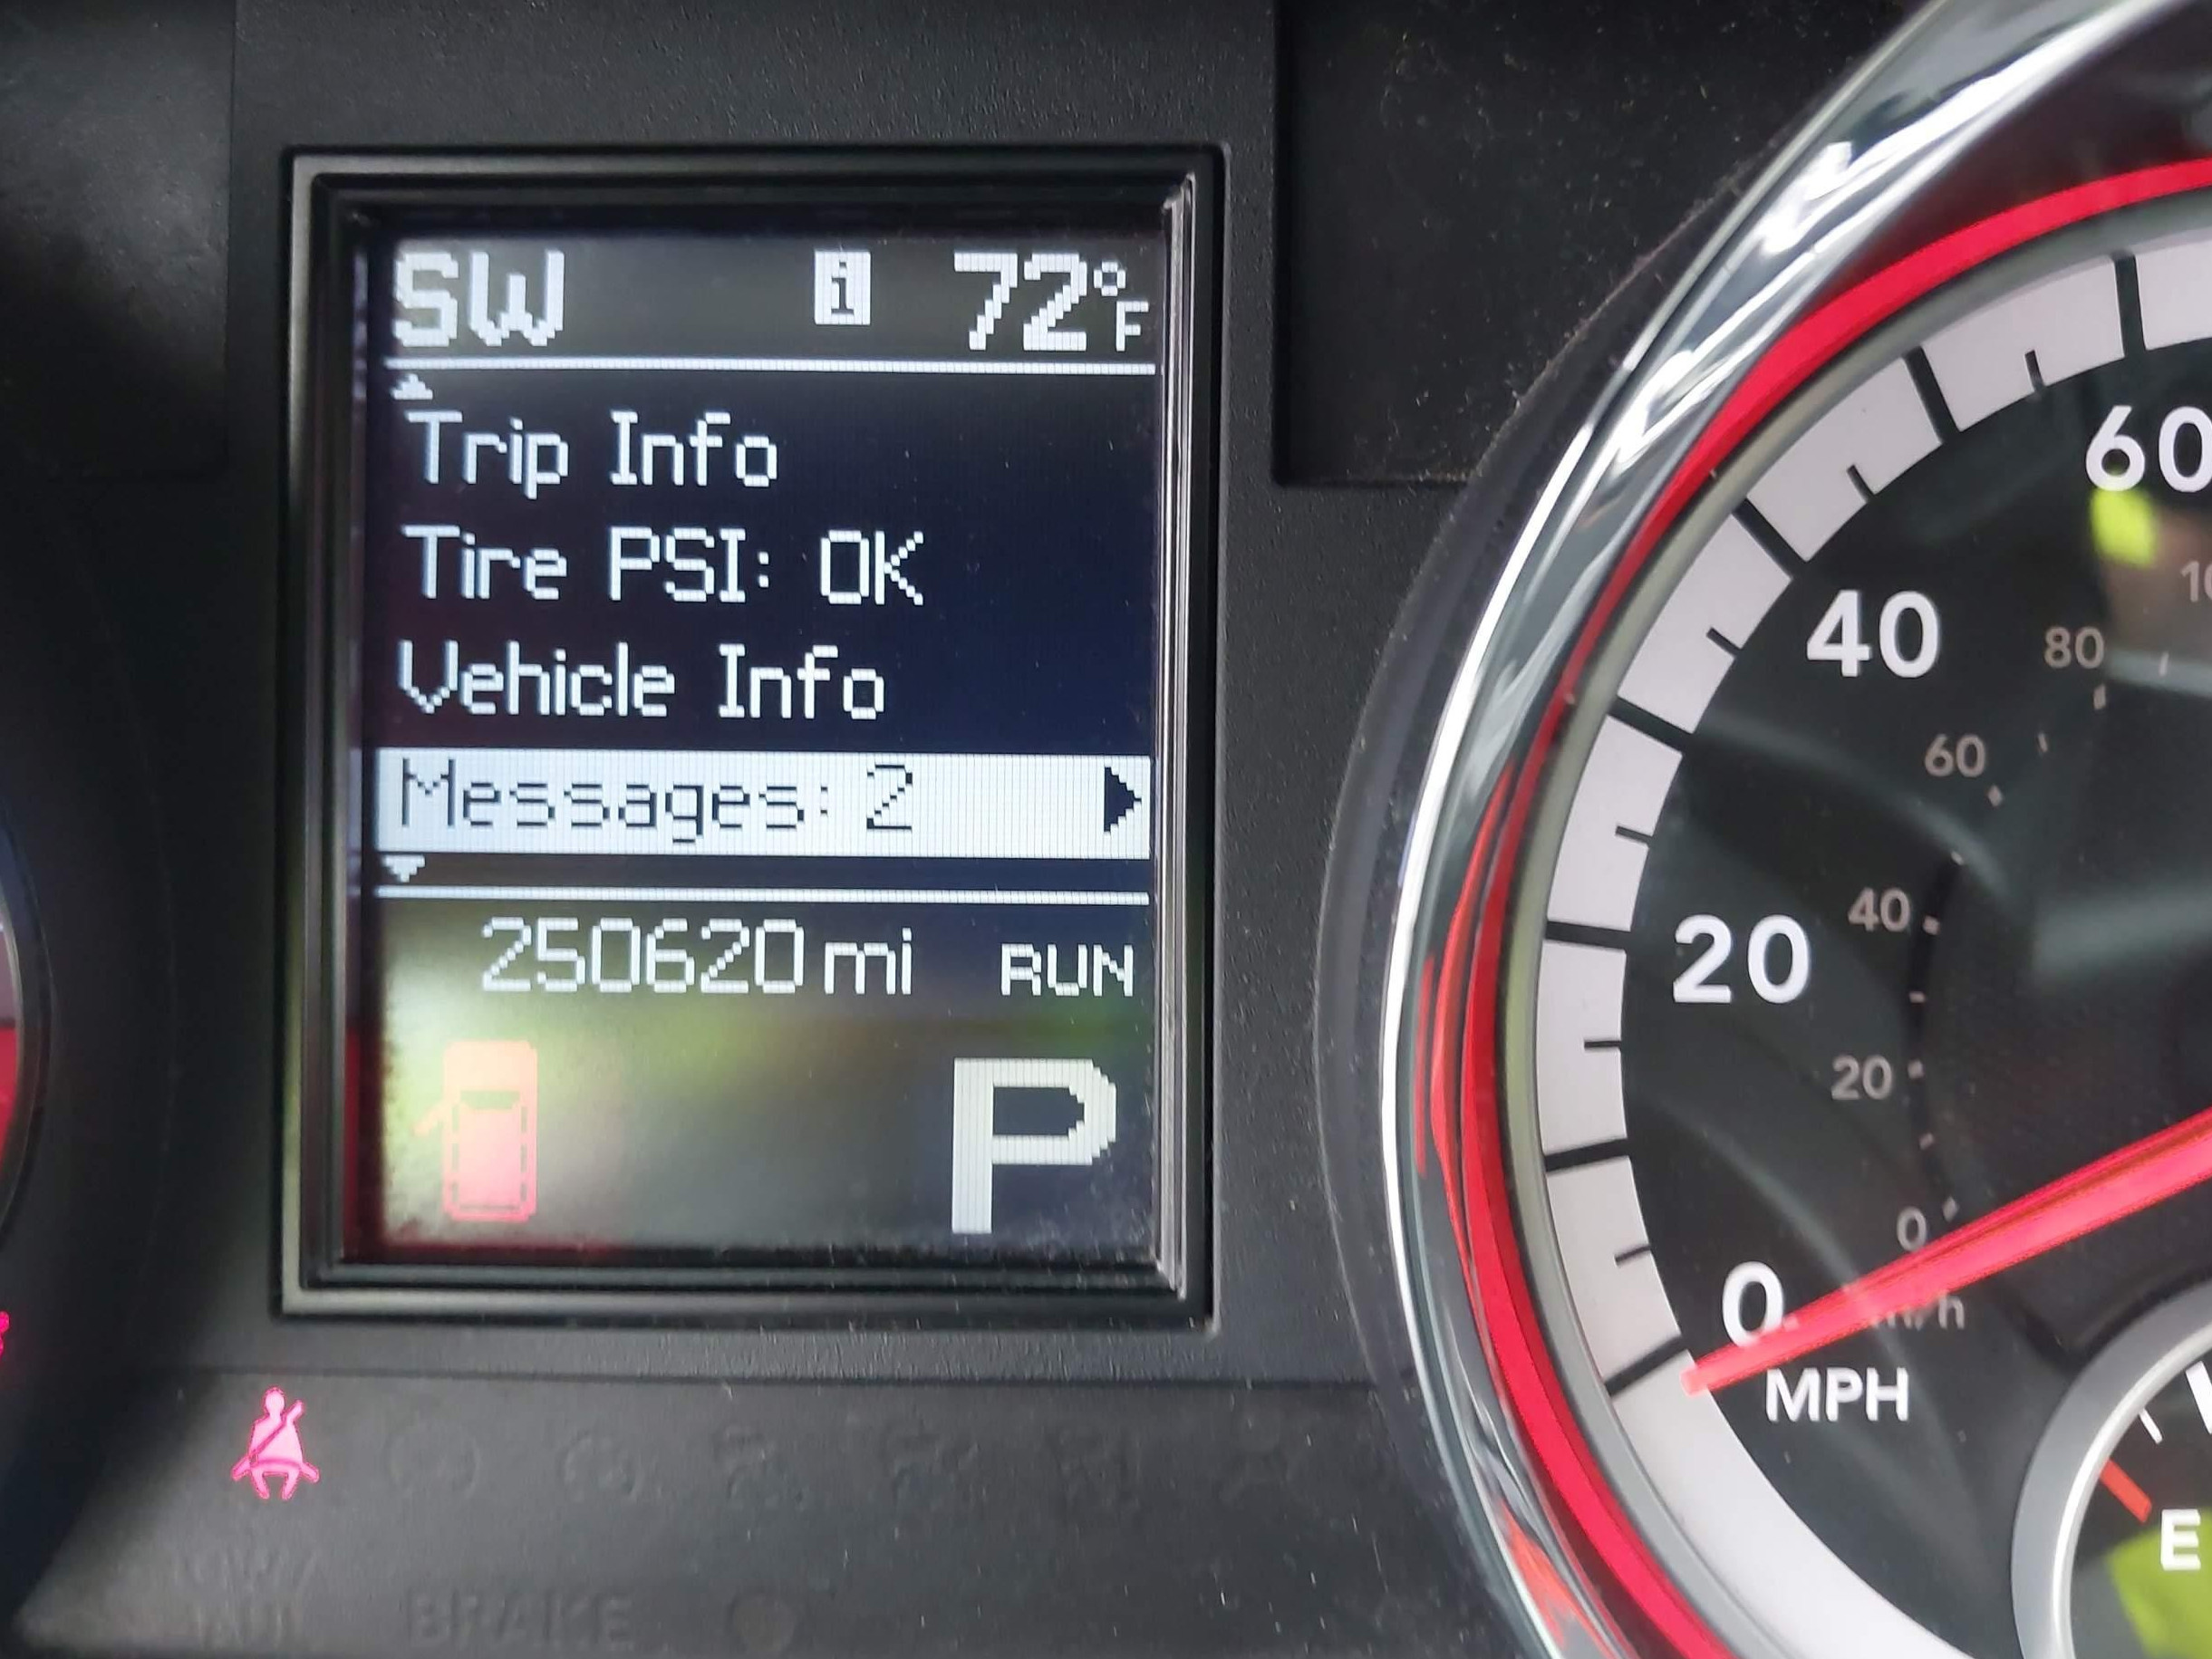 SW i 72°F
Trip Info
Tire PSI: OK
Vehicle Info
Messages: 2
250620 mi RUN
P
60
40
20
0
MPH
80
60
40
20
0
E
BRAKE